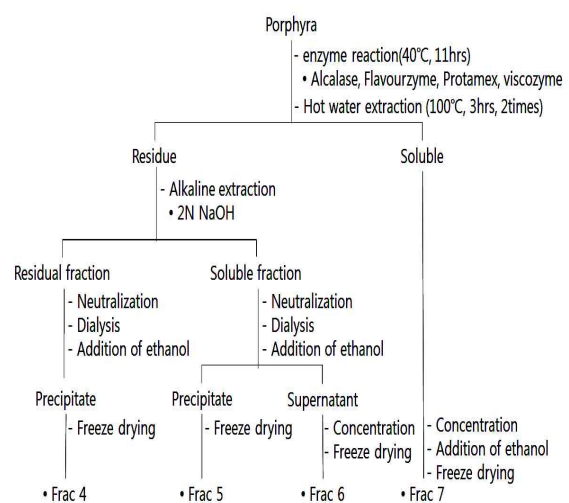 Porphyra
- enzyme reaction(40℃, 11hrs)
• Alcalase, Flavourzyme, Protamex, viscozyme
- Hot water extraction (100℃, 3hrs, 2times)
Residue
Soluble
- Alkaline extraction
• 2N NaOH
Residual fraction
Soluble fraction
- Neutralization
- Dialysis
- Addition of ethanol
- Neutralization
- Dialysis
- Addition of ethanol
Precipitate
- Freeze drying
Precipitate
- Freeze drying
Supernatant
- Concentration
- Freeze drying
- Concentration
- Addition of ethanol
- Freeze drying
• Frac 4
• Frac 5
• Frac 6
• Frac 7